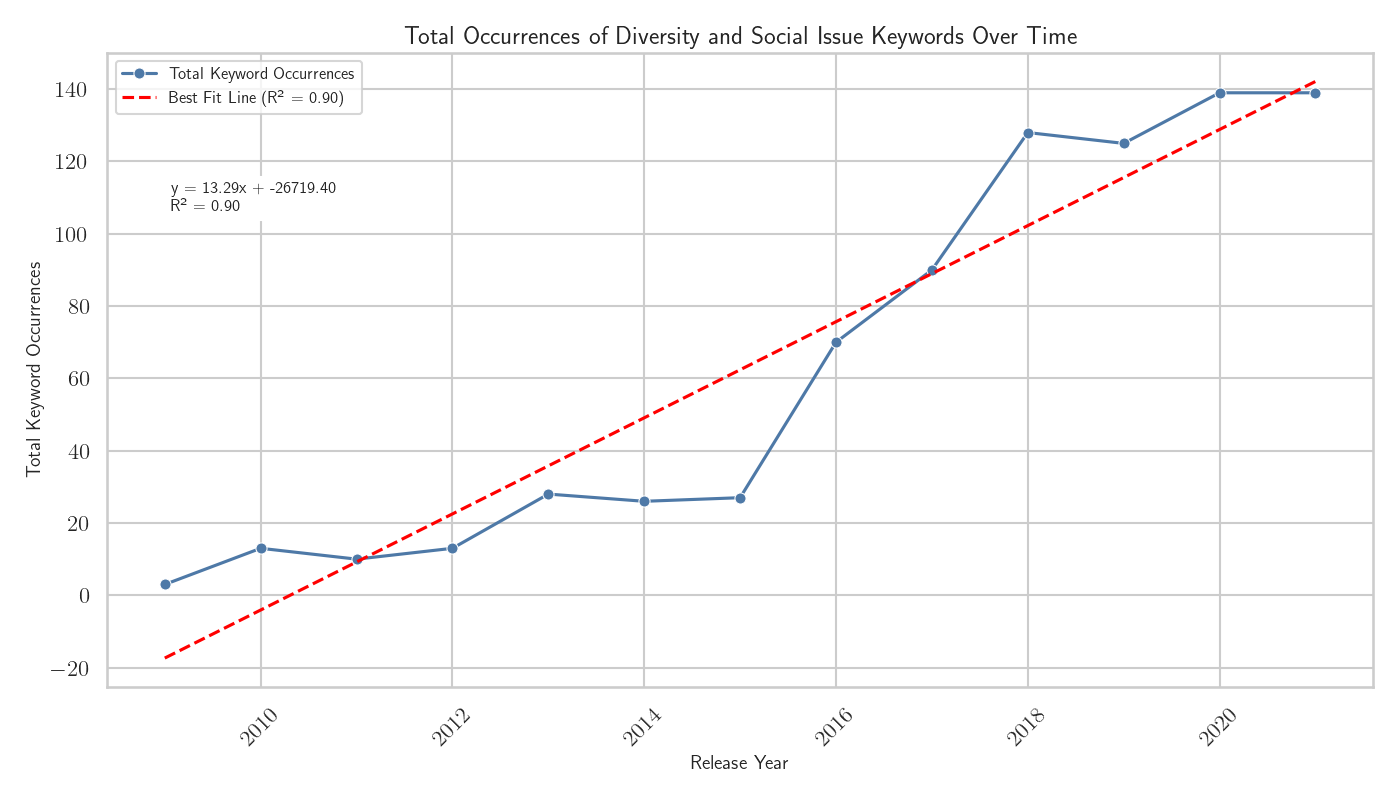 Total Occurrences of Diversity and Social Issue Keywords Over Time
Total Keyword Occurrences
Best Fit Line (R² = 0.90)
y = 13.29x + -26719.40
R² = 0.90
Total Keyword Occurrences
140
120
100
80
60
40
20
0
−20
2010
2012
2014
2016
2018
2020
Release Year